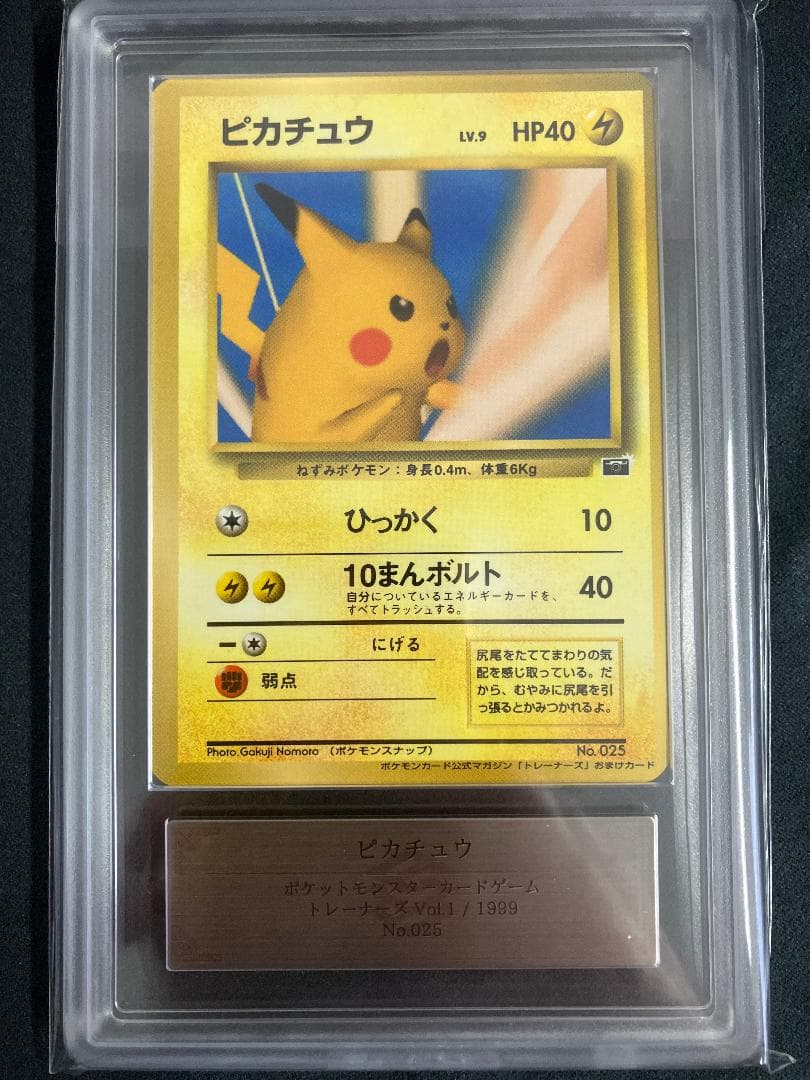 ピカチュウ LV.9 HP40
ねずみポケモン：身長0.4m、体重6Kg
ひっかく 10
10まんボルト 40
自分についているエネルギーカードを、
すべてトラッシュする。
にげる
弱点
尻尾をたててまわりの気
配を感じ取っている。だ
から、むやみに尻尾を引
っ張るとかみつかれるよ。
Photo.Gakuji Nomoto （ポケモンスナップ） No.025
ポケモンカード公式マガジン「トレーナーズ」おまけカード
ピカチュウ
ポケットモンスターカードゲーム
トレーナーズ Vol.1 / 1999
No.025